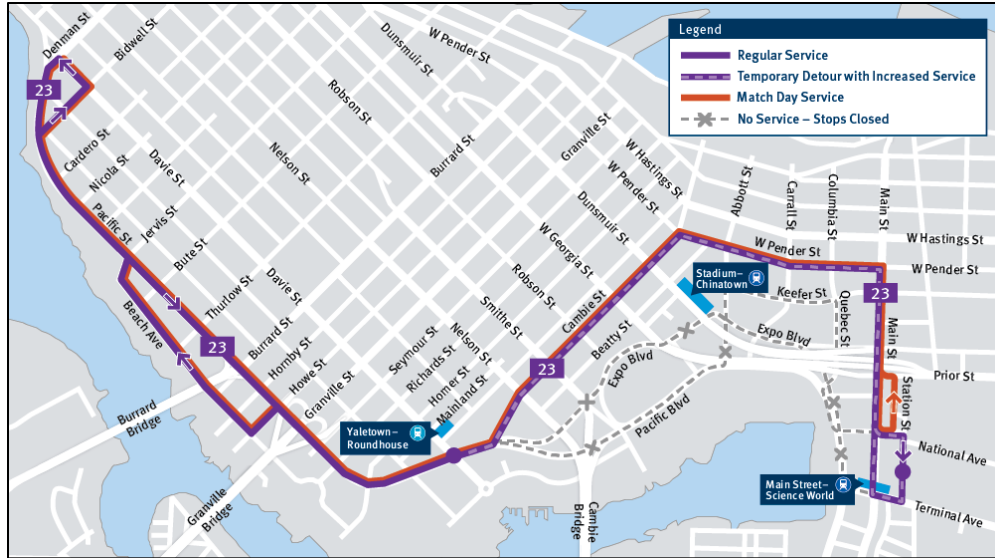 Legend
Regular Service
Temporary Detour with Increased Service
Match Day Service
No Service – Stops Closed
Denman St
Bidwell St
23
Cardero St
Nicola St
Davie St
Pacific St
Jervis St
Bute St
Thurlow St
Davie St
Burrard St
Hornby St
Howe St
Granville St
Beach Ave
23
Burrard
Bridge
Granville
Bridge
Nelson St
Robson St
Dunsmuir St
W Pender St
Burrard St
Granville St
W Hastings St
W Pender St
Dunsmuir St
W Georgia St
Robson St
Smithe St
Nelson St
Seymour St
Richards St
Homer St
Mainland St
Yaletown–
Roundhouse
23
Cambie St
Beatty St
Expo Blvd
Pacific Blvd
Cambie
Bridge
Stadium–
Chinatown
Abbott St
Carrall St
Columbia St
Main St
W Hastings St
W Pender St
W Pender St
Keefer St
Quebec St
23
Main St
Expo Blvd
Prior St
Station St
National Ave
Main Street–
Science World
Terminal Ave